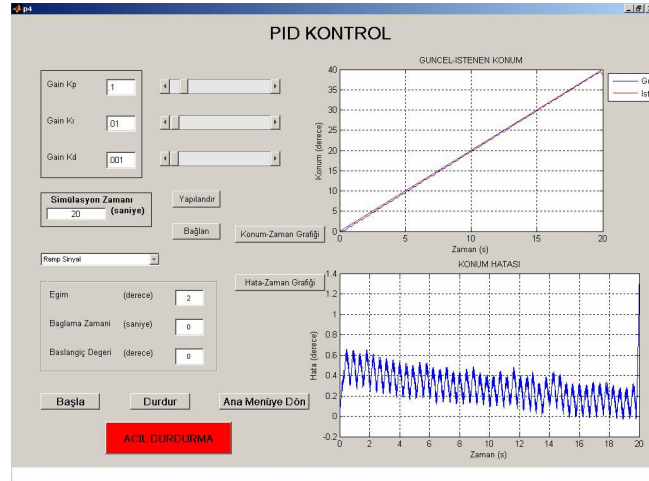 p4
PID KONTROL
Gain Kp
.1
Gain Kı
.01
Gain Kd
.001
Simülasyon Zamanı
20
(saniye)
Yapılandır
Bağlan
Ramp Sinyal
Egim (derece) 2
Baglama Zamani (saniye) 0
Baslangiç Degeri (derece) 0
Başla
Durdur
Ana Menüye Dön
ACIL DURDURMA
Konum-Zaman Grafiği
Hata-Zaman Grafiği
GUNCEL-ISTENEN KONUM
Konum (derece)
40
35
30
25
20
15
10
5
0
0 5 10 15 20
Zaman (s)
KONUM HATASI
Hata (derece)
1.4
1.2
1
0.8
0.6
0.4
0.2
0
-0.2
0 2 4 6 8 10 12 14 16 18 20
Zaman (s)